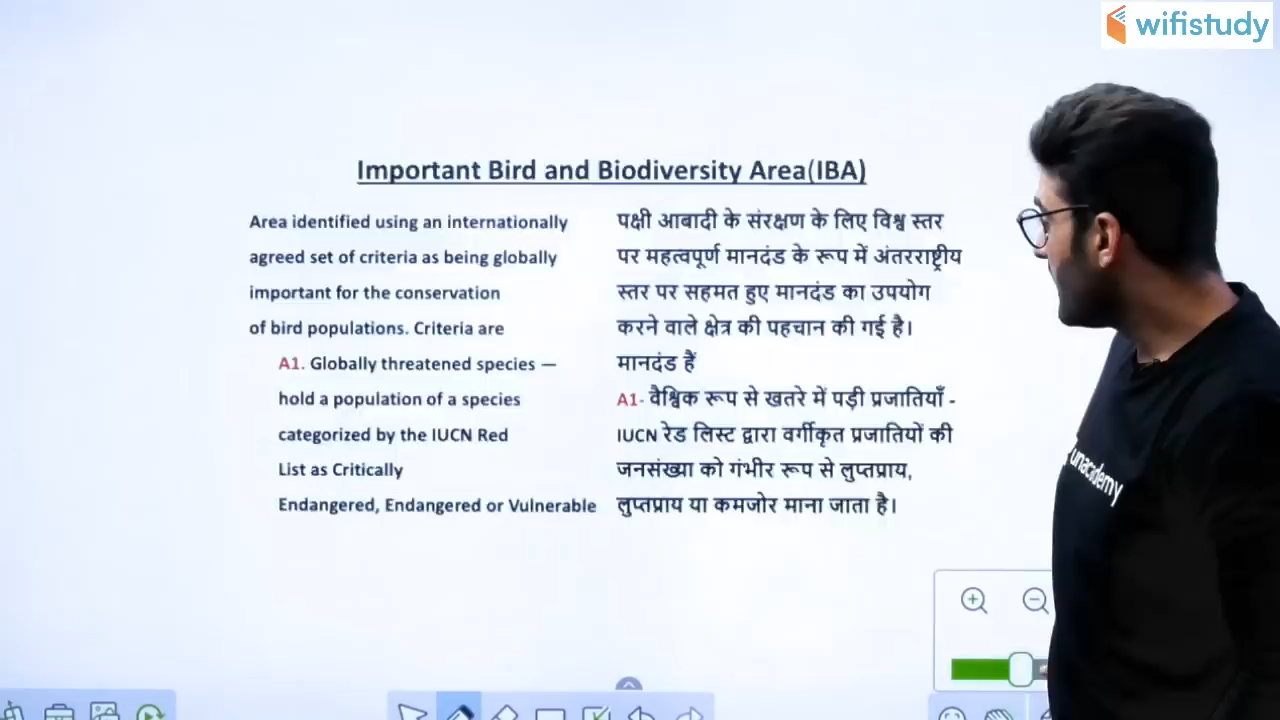 wifistudy
Important Bird and Biodiversity Area(IBA)
Area identified using an internationally
agreed set of criteria as being globally
important for the conservation
of bird populations. Criteria are
A1. Globally threatened species —
hold a population of a species
categorized by the IUCN Red
List as Critically
Endangered, Endangered or Vulnerable
पक्षी आबादी के संरक्षण के लिए विश्व स्तर
पर महत्वपूर्ण मानदंड के रूप में अंतरराष्ट्रीय
स्तर पर सहमत हुए मानदंड का उपयोग
करने वाले क्षेत्र की पहचान की गई है।
मानदंड हैं
A1- वैश्विक रूप से खतरे में पड़ी प्रजातियाँ -
IUCN रेड लिस्ट द्वारा वर्गीकृत प्रजातियों की
जनसंख्या को गंभीर रूप से लुप्तप्राय,
लुप्तप्राय या कमजोर माना जाता है।
unacademy